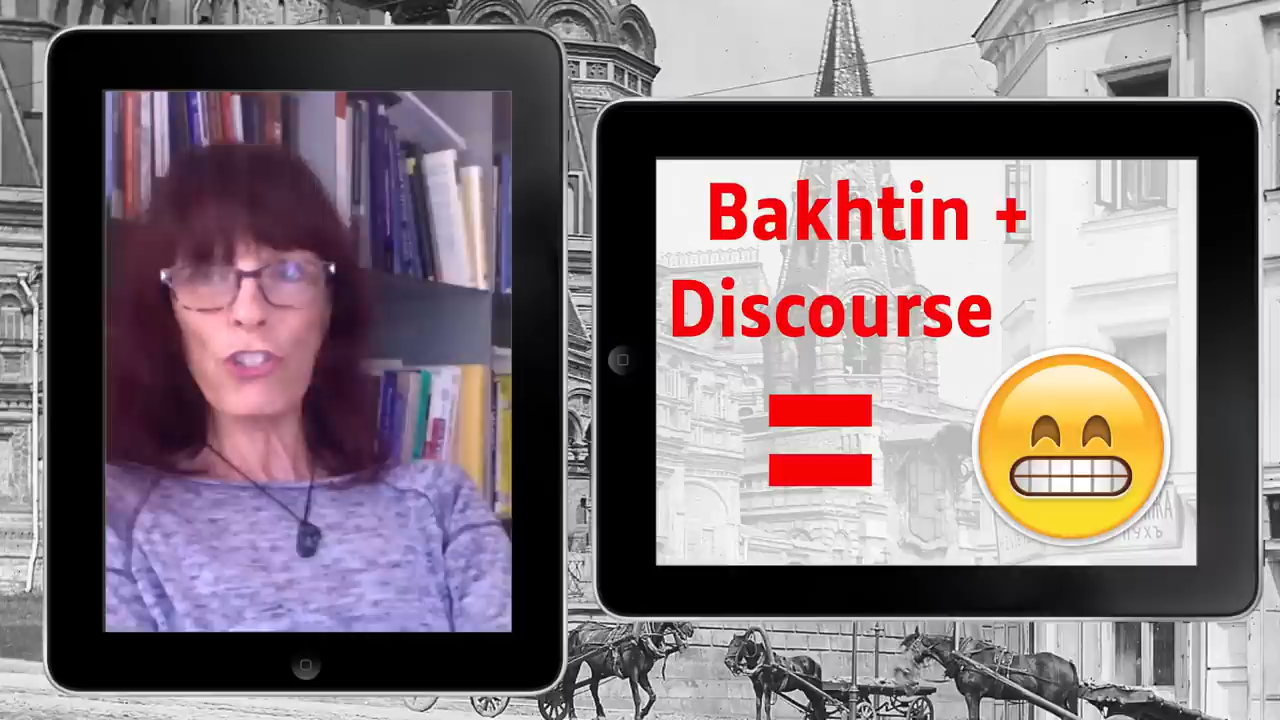 Bakhtin +
Discourse
=